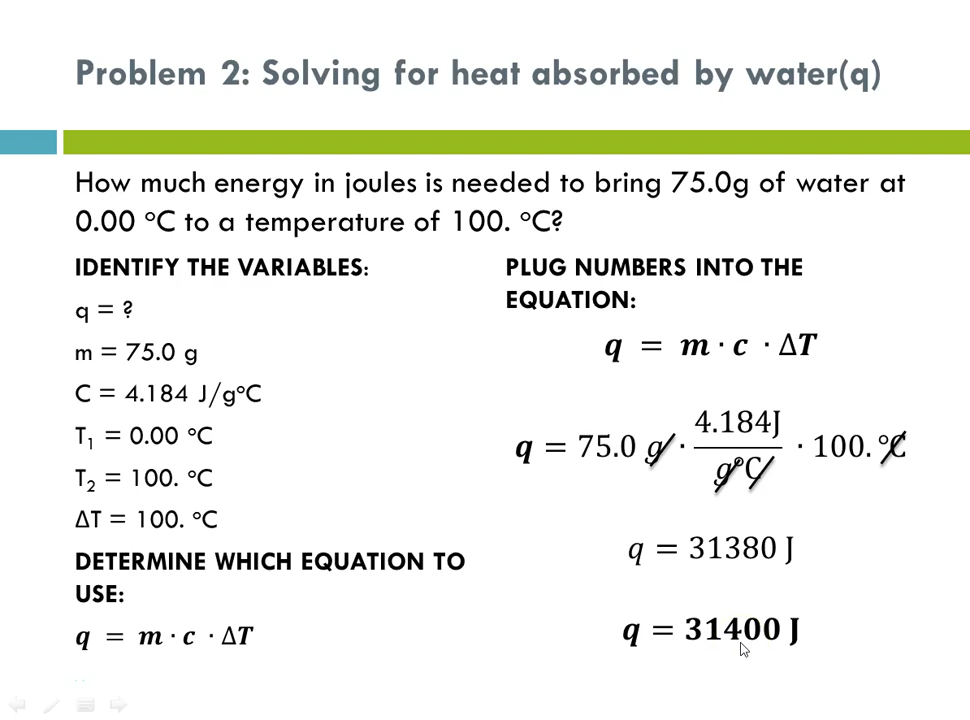 Problem 2: Solving for heat absorbed by water(q)
How much energy in joules is needed to bring 75.0g of water at
0.00 °C to a temperature of 100. °C?
IDENTIFY THE VARIABLES:
q = ?
m = 75.0 g
C = 4.184 J/g°C
T₁ = 0.00 °C
T₂ = 100. °C
ΔT = 100. °C
DETERMINE WHICH EQUATION TO
USE:
q = m · c · ΔT
PLUG NUMBERS INTO THE
EQUATION:
q = m · c · ΔT
4.184J
q = 75.0 g · —— · 100. °C
g°C
q = 31380 J
q = 31400 J